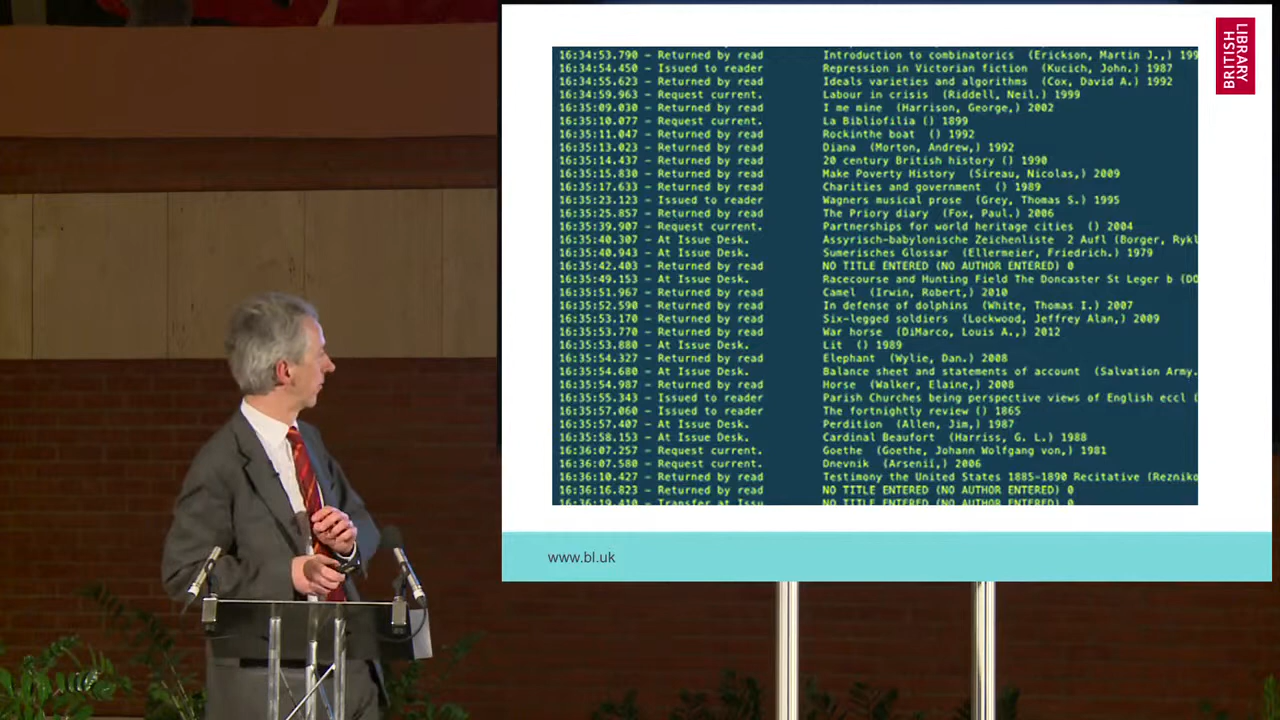 16:34:53.790 – Returned by read Introduction to combinatorics (Erickson, Martin J.,) 199
16:34:54.450 – Issued to reader Repression in Victorian fiction (Kucich, John.) 1987
16:34:55.623 – Returned by read Ideals varieties and algorithms (Cox, David A.) 1992
16:34:59.963 – Request current. Labour in crisis (Riddell, Neil.) 1999
16:35:09.030 – Returned by read I me mine (Harrison, George,) 2002
16:35:10.077 – Request current. La Bibliofilia () 1899
16:35:11.047 – Returned by read Rockinthe boat () 1992
16:35:13.023 – Returned by read Diana (Morton, Andrew,) 1992
16:35:14.437 – Returned by read 20 century British history () 1990
16:35:15.830 – Returned by read Make Poverty History (Sireau, Nicolas,) 2009
16:35:17.633 – Returned by read Charities and government () 1989
16:35:23.123 – Issued to reader Wagners musical prose (Grey, Thomas S.) 1995
16:35:25.857 – Returned by read The Priory diary (Fox, Paul.) 2006
16:35:39.907 – Request current. Partnerships for world heritage cities () 2004
16:35:40.307 – At Issue Desk. Assyrisch-babylonische Zeichenliste 2 Aufl (Borger, Rykl
16:35:40.943 – At Issue Desk. Sumerisches Glossar (Ellermeier, Friedrich.) 1979
16:35:42.403 – Returned by read NO TITLE ENTERED (NO AUTHOR ENTERED) 0
16:35:49.153 – At Issue Desk. Racecourse and Hunting Field The Doncaster St Leger b (DO
16:35:51.967 – Returned by read Camel (Irwin, Robert,) 2010
16:35:52.590 – Returned by read In defense of dolphins (White, Thomas I.) 2007
16:35:53.170 – Returned by read Six-legged soldiers (Lockwood, Jeffrey Alan,) 2009
16:35:53.770 – Returned by read War horse (DiMarco, Louis A.,) 2012
16:35:53.880 – At Issue Desk. Lit () 1989
16:35:54.327 – Returned by read Elephant (Wylie, Dan.) 2008
16:35:54.680 – At Issue Desk. Balance sheet and statements of account (Salvation Army.
16:35:54.987 – Returned by read Horse (Walker, Elaine,) 2008
16:35:55.343 – Issued to reader Parish Churches being perspective views of English eccl (
16:35:57.060 – Issued to reader The fortnightly review () 1865
16:35:57.407 – At Issue Desk. Perdition (Allen, Jim,) 1987
16:35:58.153 – At Issue Desk. Cardinal Beaufort (Harriss, G. L.) 1988
16:36:07.257 – Request current. Goethe (Goethe, Johann Wolfgang von,) 1981
16:36:07.580 – Request current. Dnevnik (Arsenii,) 2006
16:36:10.427 – Returned by read Testimony the United States 1885-1890 Recitative (Rezniko
16:36:16.823 – Returned by read NO TITLE ENTERED (NO AUTHOR ENTERED) 0
16:36:19.410 – Transfer at Issu NO TITLE ENTERED (NO AUTHOR ENTERED) 0
BRITISH
LIBRARY
www.bl.uk